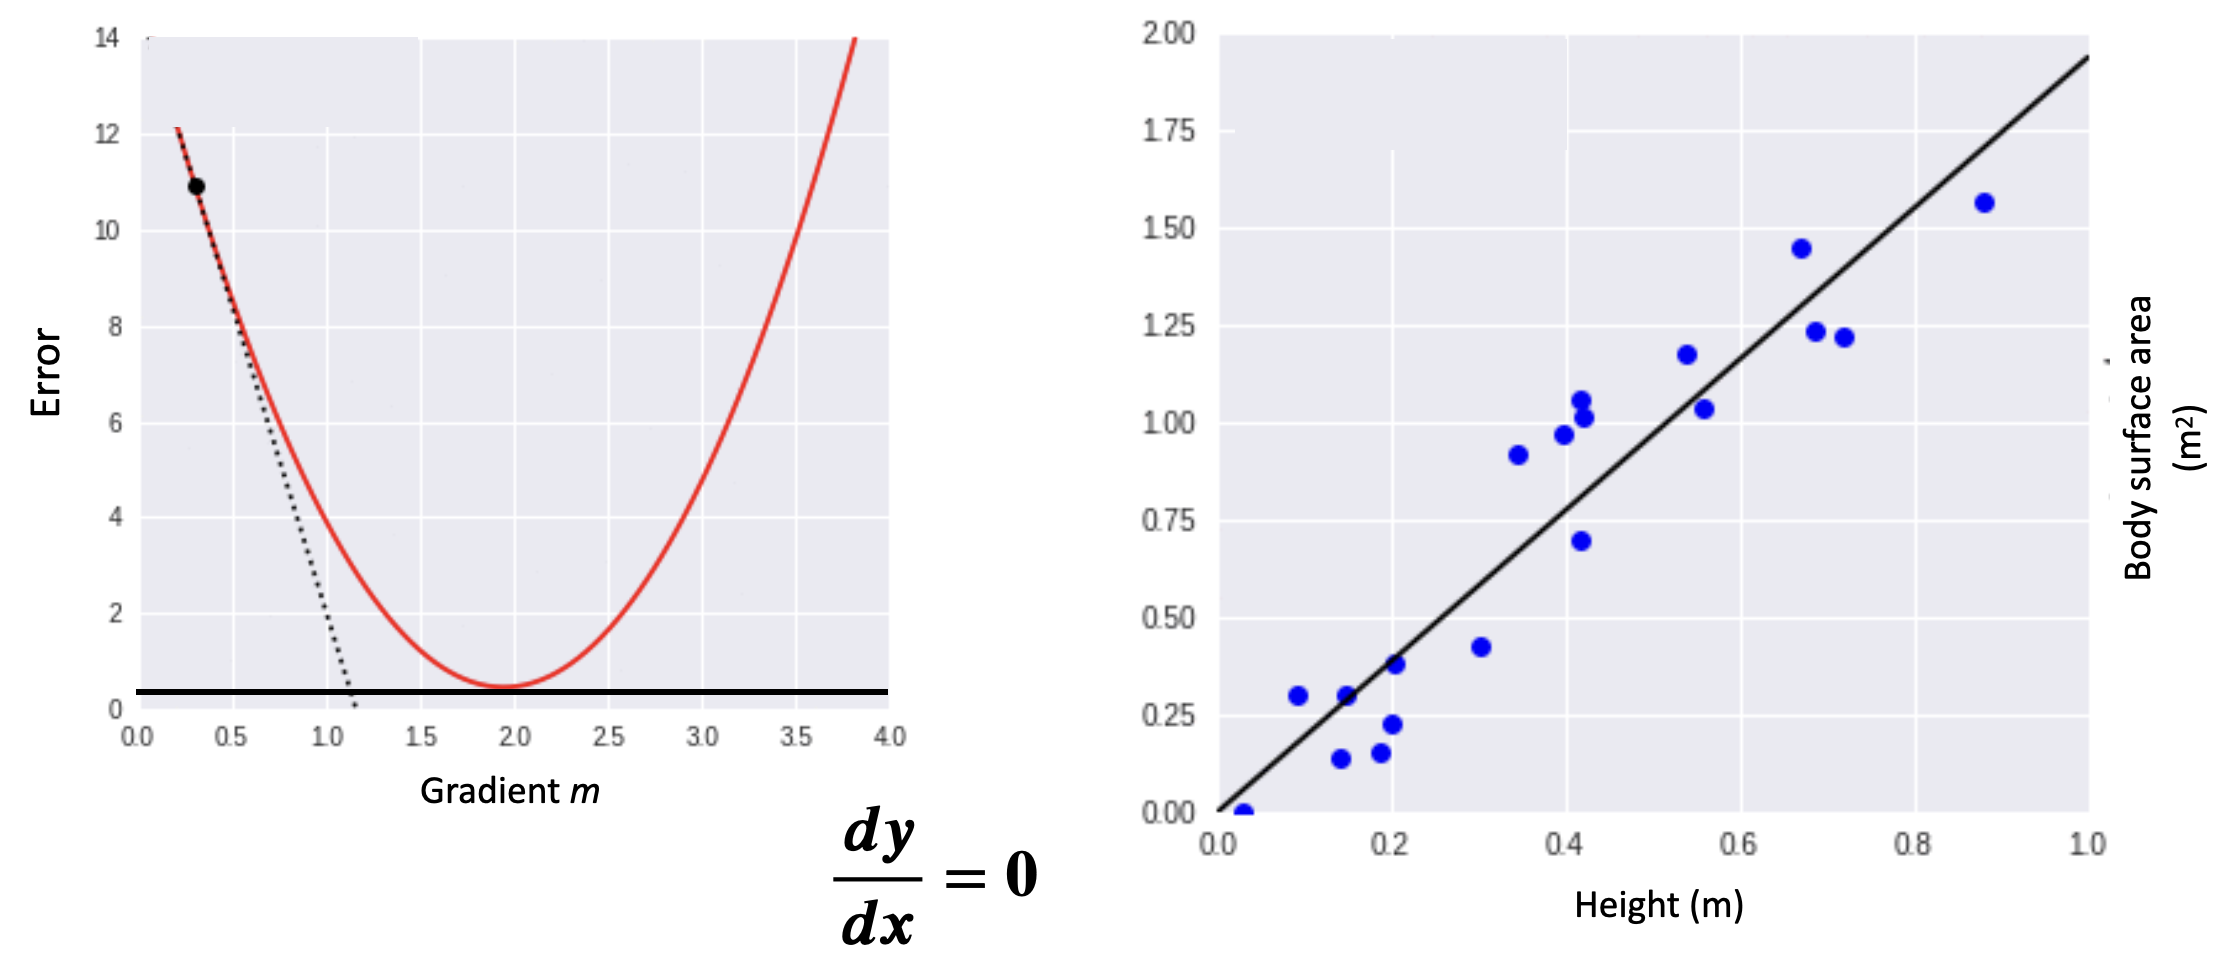 14
12
10
8
6
4
2
0
Error
0.0 0.5 1.0 1.5 2.0 2.5 3.0 3.5 4.0
Gradient m
dy
dx
= 0
2.00
1.75
1.50
1.25
1.00
0.75
0.50
0.25
0.00
0.0 0.2 0.4 0.6 0.8 1.0
Height (m)
Body surface area
(m²)